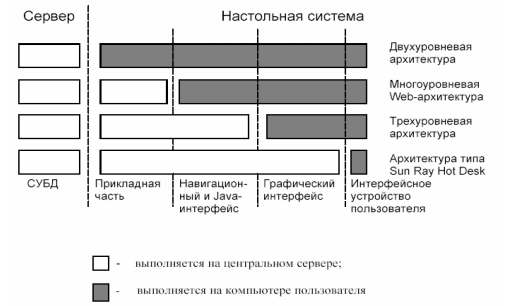 Сервер
Настольная система
Двухуровневая
архитектура
Многоуровневая
Web-архитектура
Трехуровневая
архитектура
Архитектура типа
Sun Ray Hot Desk
СУБД
Прикладная
часть
Навигацион-
ный и Java-
интерфейс
Графический
интерфейс
Интерфейсное
устройство
пользователя
- выполняется на центральном сервере;
- выполняется на компьютере пользователя